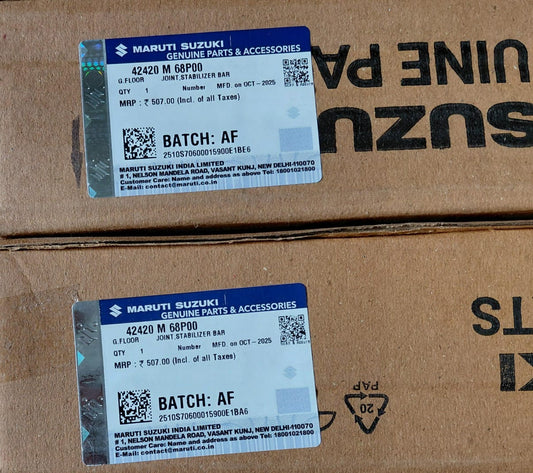 MARUTI SUZUKI
GENUINE PARTS & ACCESSORIES
42420 M 68P00
G.FLOOR JOINT,STABILIZER BAR
QTY 1 Number MFD. on OCT-2025
MRP : ₹ 507.00 (Incl. of all Taxes)
BATCH: AF
2510S70600015900E1BE6
MARUTI SUZUKI INDIA LIMITED
# 1, NELSON MANDELA ROAD, VASANT KUNJ, NEW DELHI-110070
Customer Care: Name and address as above Tel: 18001021800
E-Mail: contact@maruti.co.in
UINE PA
SUZU
MARUTI SUZUKI
GENUINE PARTS & ACCESSORIES
42420 M 68P00
G.FLOOR JOINT,STABILIZER BAR
QTY 1 Number MFD. on OCT-2025
MRP : ₹ 507.00 (Incl. of all Taxes)
BATCH: AF
2510S70600015900E1BA6
MARUTI SUZUKI INDIA LIMITED
# 1, NELSON MANDELA ROAD, VASANT KUNJ, NEW DELHI-110070
Customer Care: Name and address as above Tel: 18001021800
E-Mail: contact@maruti.co.in
KI
TS
20
PAP